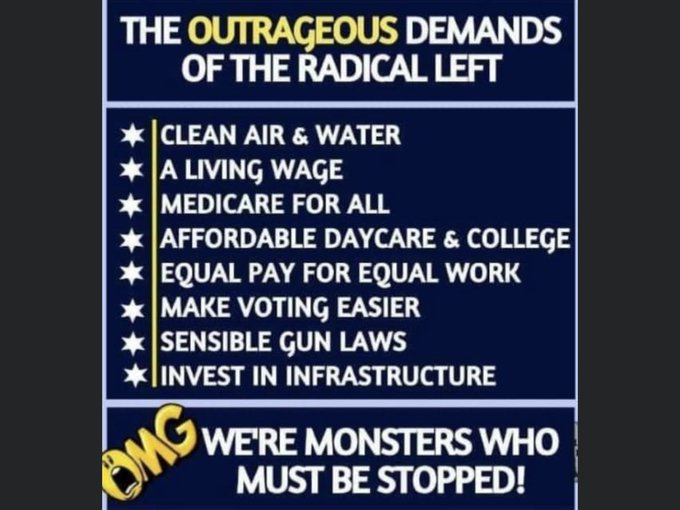 THE OUTRAGEOUS DEMANDS
OF THE RADICAL LEFT
CLEAN AIR & WATER
A LIVING WAGE
MEDICARE FOR ALL
AFFORDABLE DAYCARE & COLLEGE
EQUAL PAY FOR EQUAL WORK
MAKE VOTING EASIER
SENSIBLE GUN LAWS
INVEST IN INFRASTRUCTURE
OMG WE'RE MONSTERS WHO
MUST BE STOPPED!